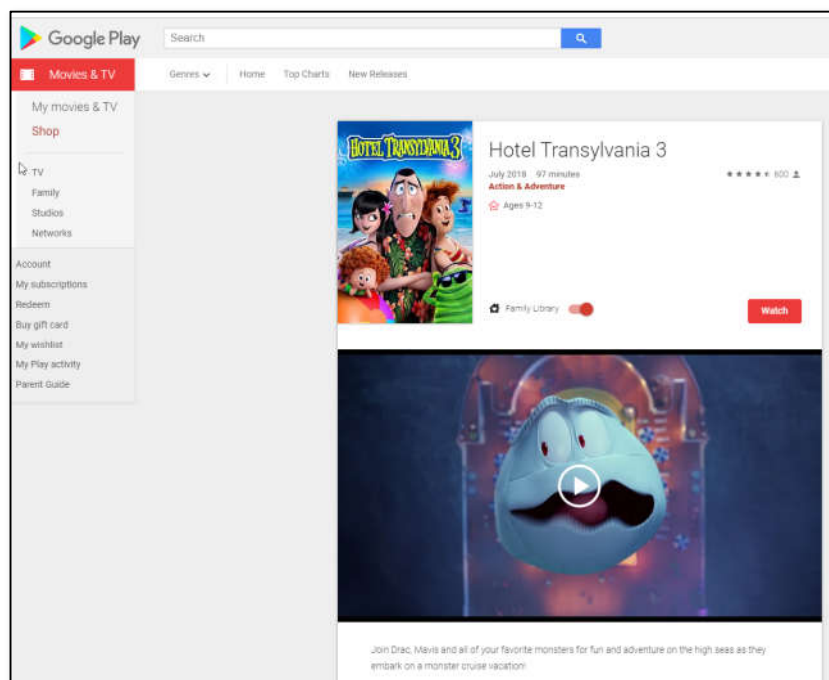 Google Play
Search
Movies & TV
Genres Home Top Charts New Releases
My movies & TV
Shop
TV
Family
Studios
Networks
Account
My subscriptions
Redeem
Buy gift card
My wishlist
My Play activity
Parent Guide
HOTEL TRANSYLVANIA 3
Hotel Transylvania 3
July 2018 97 minutes
600
Action & Adventure
Ages 9-12
Family Library
Watch
Join Drac, Mavis and all of your favorite monsters for fun and adventure on the high seas as they
embark on a monster cruise vacation!